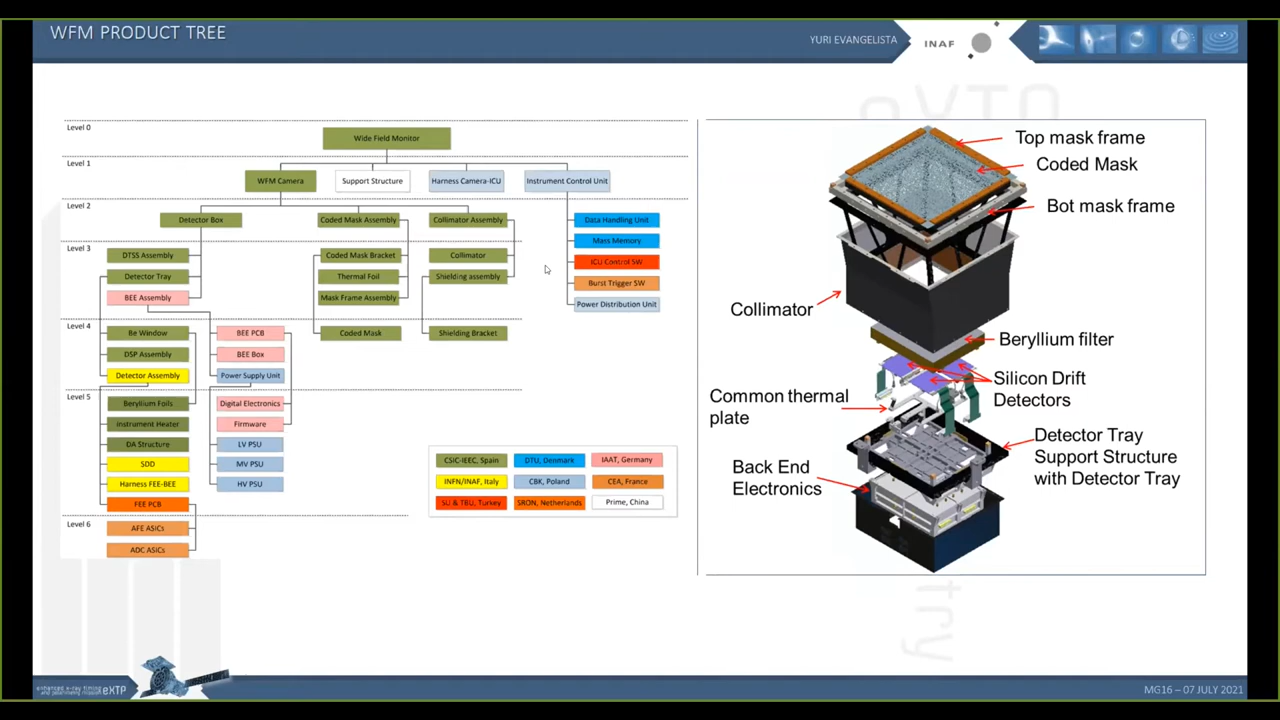 WFM PRODUCT TREE
YURI EVANGELISTA
INAF
Level 0
Wide Field Monitor
Level 1
WFM Camera
Support Structure
Harness Camera-ICU
Instrument Control Unit
Level 2
Detector Box
Coded Mask Assembly
Collimator Assembly
Data Handling Unit
Mass Memory
Level 3
DTSS Assembly
Coded Mask Bracket
Collimator
ICU Control SW
Detector Tray
Thermal Foil
Shielding assembly
Burst Trigger SW
BEE Assembly
Mask Frame Assembly
Power Distribution Unit
Level 4
Be Window
BEE PCB
Coded Mask
Shielding Bracket
DSP Assembly
BEE Box
Detector Assembly
Power Supply Unit
Level 5
Beryllium Foils
Digital Electronics
Instrument Heater
Firmware
DA Structure
LV PSU
SDD
MV PSU
Harness FEE-BEE
HV PSU
FEE PCB
Level 6
AFE ASICs
ADC ASICs
CSIC-IEEC, Spain
DTU, Denmark
IAAT, Germany
INFN/INAF, Italy
CBK, Poland
CEA, France
SU & TBU, Turkey
SRON, Netherlands
Prime, China
Top mask frame
Coded Mask
Bot mask frame
Collimator
Beryllium filter
Silicon Drift
Detectors
Common thermal
plate
Detector Tray
Support Structure
with Detector Tray
Back End
Electronics
eXTP
try
enhanced x-ray timing
and polarimetry mission eXTP
MG16 – 07 JULY 2021